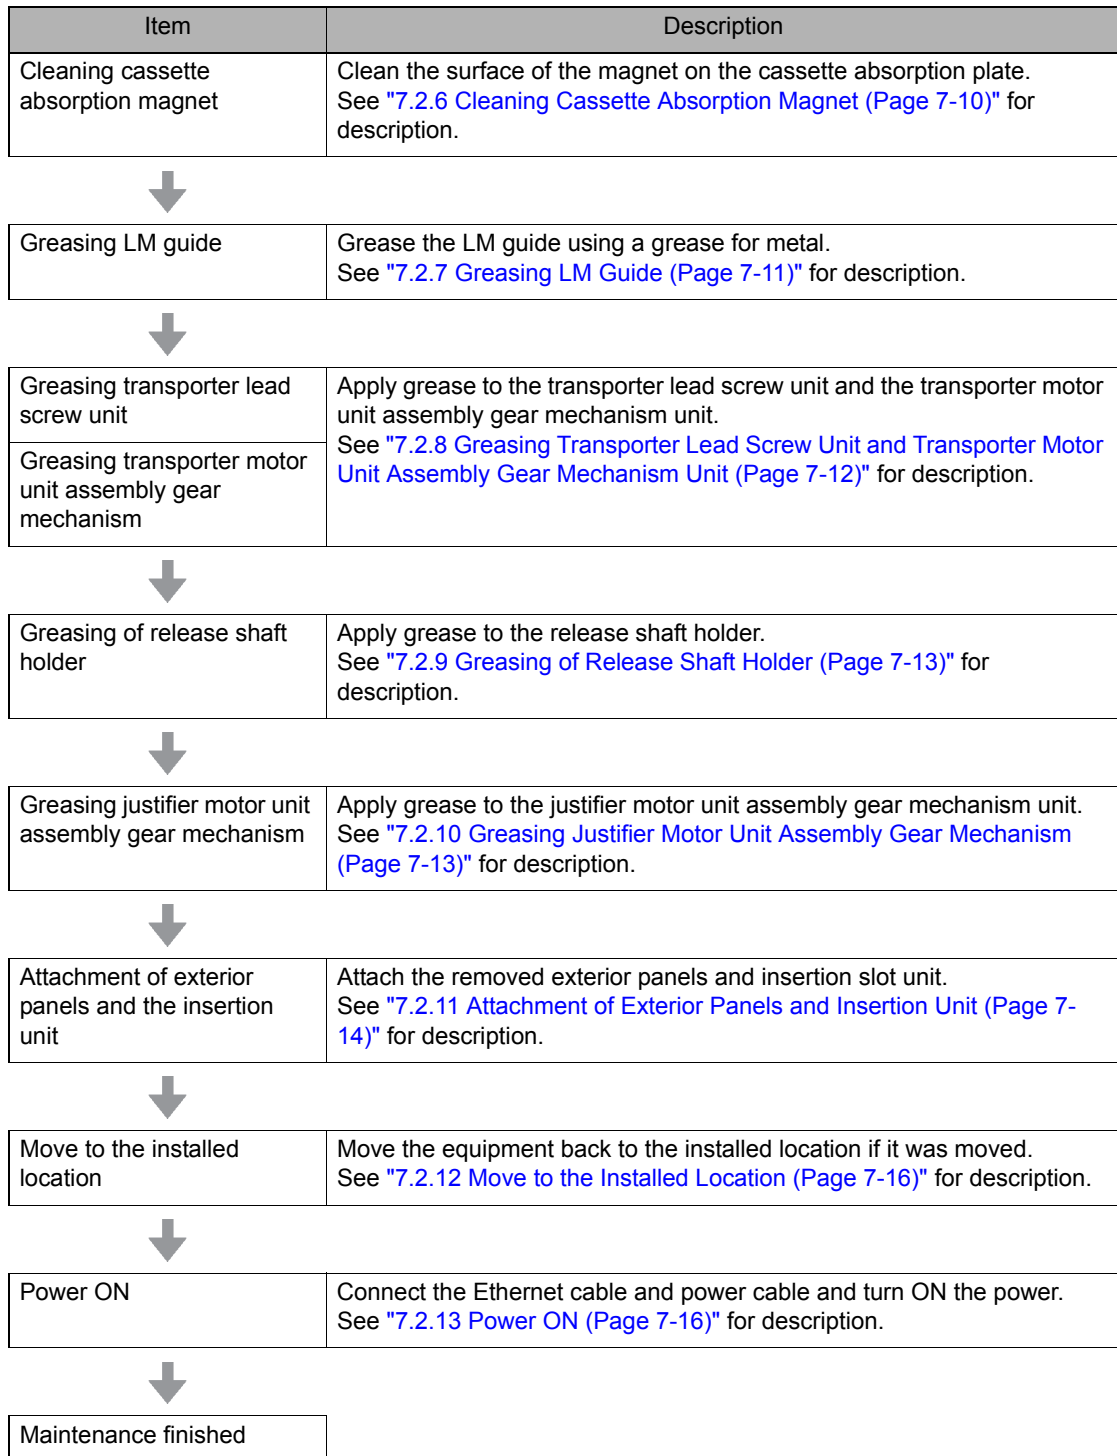 Item
Description
Cleaning cassette
absorption magnet
Clean the surface of the magnet on the cassette absorption plate.
See "7.2.6 Cleaning Cassette Absorption Magnet (Page 7-10)" for
description.
Greasing LM guide
Grease the LM guide using a grease for metal.
See "7.2.7 Greasing LM Guide (Page 7-11)" for description.
Greasing transporter lead
screw unit
Greasing transporter motor
unit assembly gear
mechanism
Apply grease to the transporter lead screw unit and the transporter motor
unit assembly gear mechanism unit.
See "7.2.8 Greasing Transporter Lead Screw Unit and Transporter Motor
Unit Assembly Gear Mechanism Unit (Page 7-12)" for description.
Greasing of release shaft
holder
Apply grease to the release shaft holder.
See "7.2.9 Greasing of Release Shaft Holder (Page 7-13)" for
description.
Greasing justifier motor unit
assembly gear mechanism
Apply grease to the justifier motor unit assembly gear mechanism unit.
See "7.2.10 Greasing Justifier Motor Unit Assembly Gear Mechanism
(Page 7-13)" for description.
Attachment of exterior
panels and the insertion
unit
Attach the removed exterior panels and insertion slot unit.
See "7.2.11 Attachment of Exterior Panels and Insertion Unit (Page 7-
14)" for description.
Move to the installed
location
Move the equipment back to the installed location if it was moved.
See "7.2.12 Move to the Installed Location (Page 7-16)" for description.
Power ON
Connect the Ethernet cable and power cable and turn ON the power.
See "7.2.13 Power ON (Page 7-16)" for description.
Maintenance finished